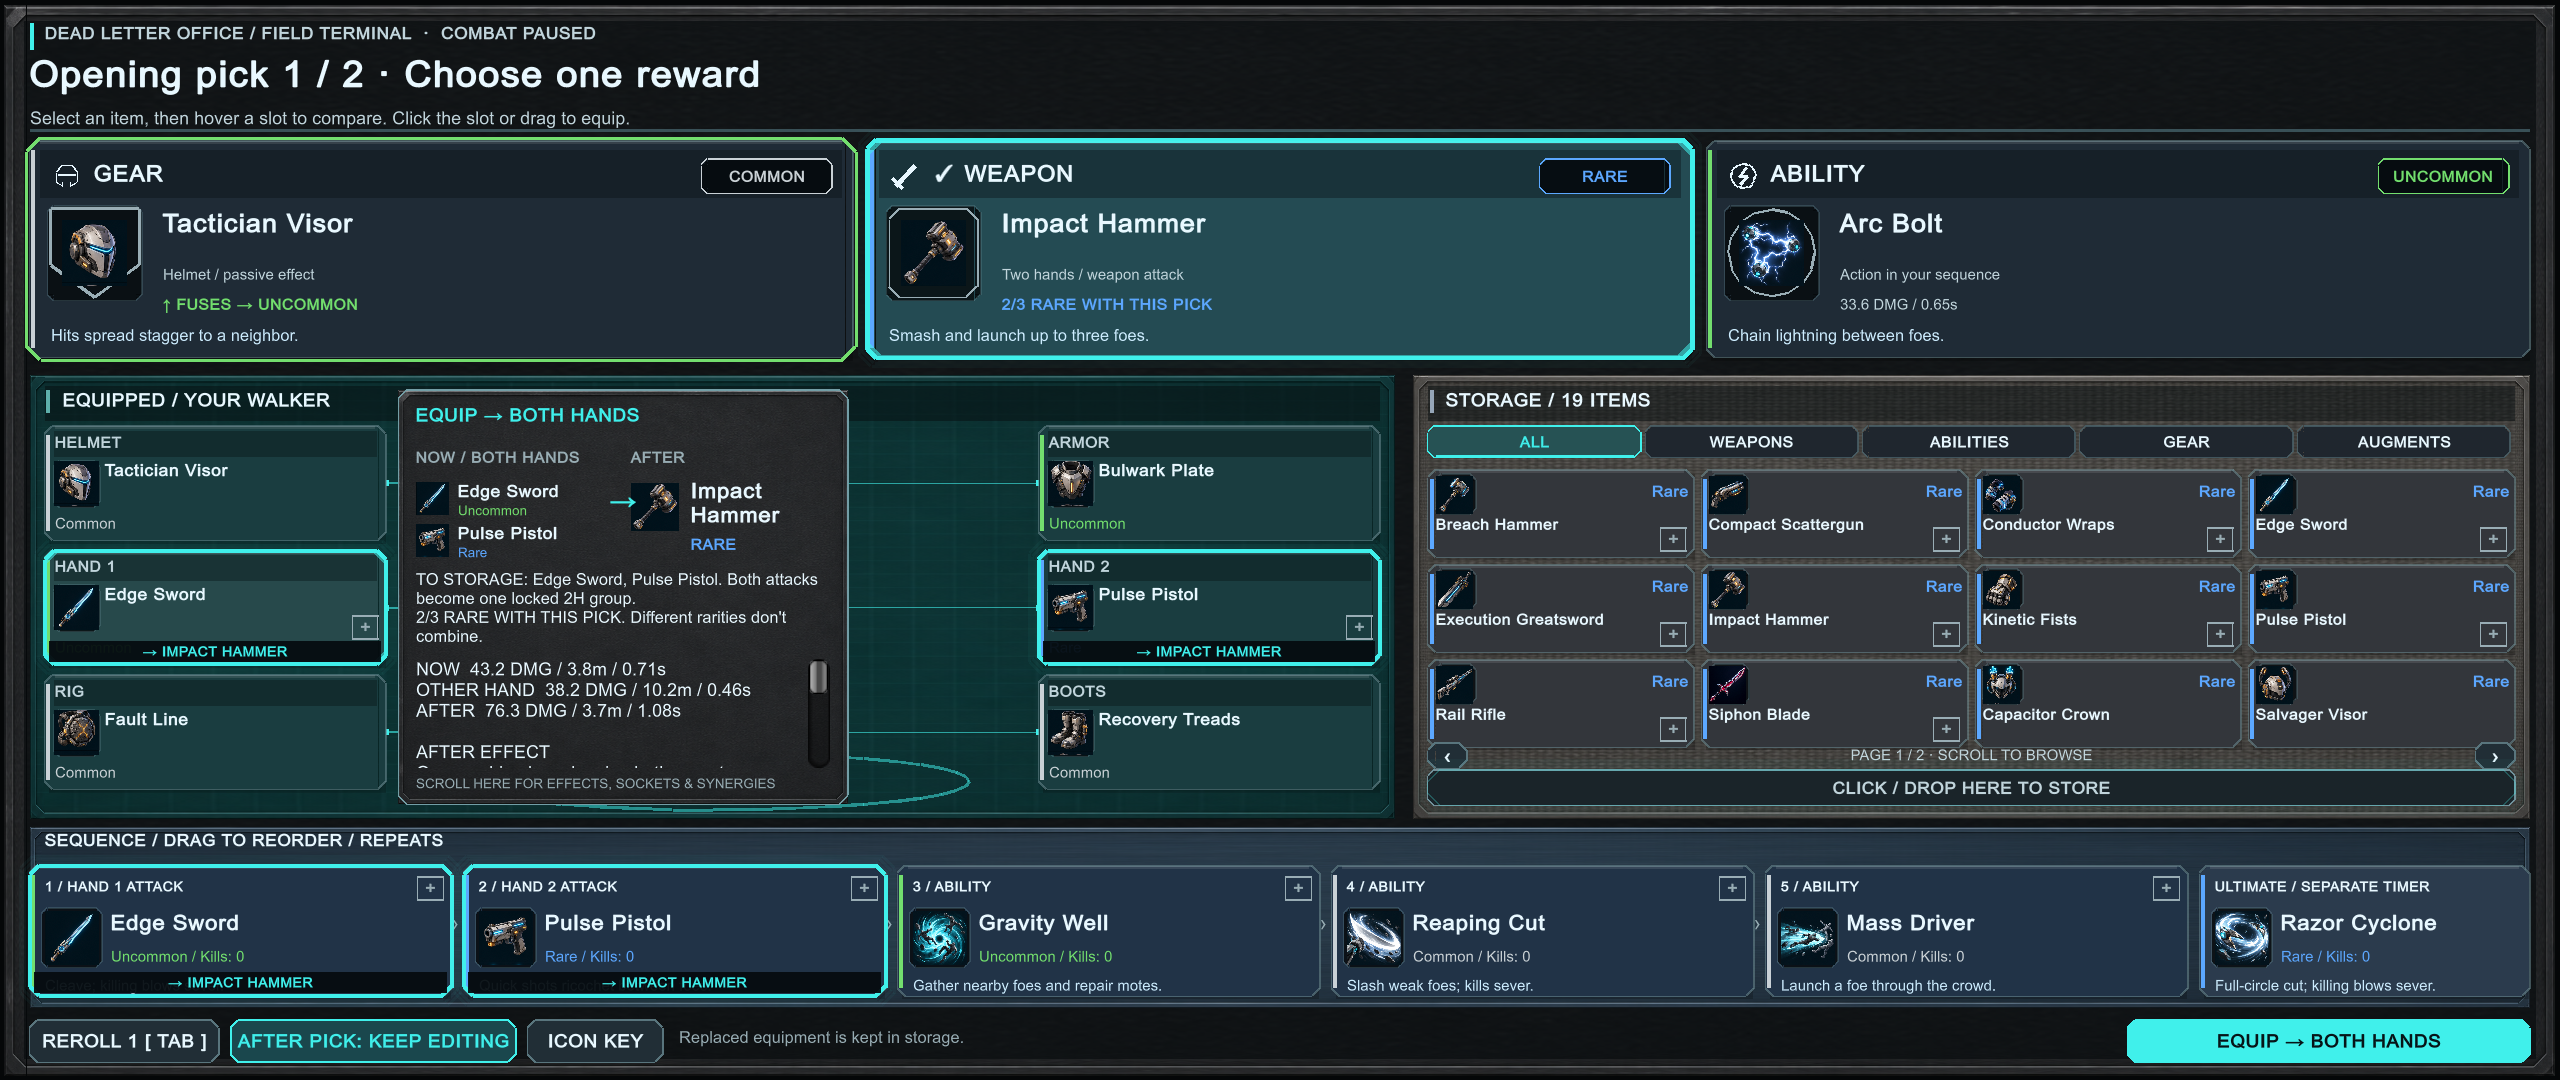 DEAD LETTER OFFICE / FIELD TERMINAL · COMBAT PAUSED
Opening pick 1 / 2 · Choose one reward
Select an item, then hover a slot to compare. Click the slot or drag to equip.
GEAR
COMMON
Tactician Visor
Helmet / passive effect
↑ FUSES → UNCOMMON
Hits spread stagger to a neighbor.
✓ WEAPON
RARE
Impact Hammer
Two hands / weapon attack
2/3 RARE WITH THIS PICK
Smash and launch up to three foes.
ABILITY
UNCOMMON
Arc Bolt
Action in your sequence
33.6 DMG / 0.65s
Chain lightning between foes.
EQUIPPED / YOUR WALKER
HELMET
Tactician Visor
Common
HAND 1
Edge Sword
+
→ IMPACT HAMMER
RIG
Fault Line
Common
EQUIP → BOTH HANDS
NOW / BOTH HANDS
AFTER
Edge Sword
Uncommon
Pulse Pistol
Rare
→
Impact
Hammer
RARE
TO STORAGE: Edge Sword, Pulse Pistol. Both attacks
become one locked 2H group.
2/3 RARE WITH THIS PICK. Different rarities don't
combine.
NOW 43.2 DMG / 3.8m / 0.71s
OTHER HAND 38.2 DMG / 10.2m / 0.46s
AFTER 76.3 DMG / 3.7m / 1.08s
AFTER EFFECT
SCROLL HERE FOR EFFECTS, SOCKETS & SYNERGIES
ARMOR
Bulwark Plate
Uncommon
HAND 2
Pulse Pistol
+
→ IMPACT HAMMER
BOOTS
Recovery Treads
Common
STORAGE / 19 ITEMS
ALL
WEAPONS
ABILITIES
GEAR
AUGMENTS
Rare
Breach Hammer
+
Rare
Compact Scattergun
+
Rare
Conductor Wraps
+
Rare
Edge Sword
+
Rare
Execution Greatsword
+
Rare
Impact Hammer
+
Rare
Kinetic Fists
+
Rare
Pulse Pistol
+
Rare
Rail Rifle
+
Rare
Siphon Blade
+
Rare
Capacitor Crown
Rare
Salvager Visor
‹
PAGE 1 / 2 · SCROLL TO BROWSE
›
CLICK / DROP HERE TO STORE
SEQUENCE / DRAG TO REORDER / REPEATS
1 / HAND 1 ATTACK
+
Edge Sword
Uncommon / Kills: 0
→ IMPACT HAMMER
2 / HAND 2 ATTACK
+
Pulse Pistol
Rare / Kills: 0
→ IMPACT HAMMER
3 / ABILITY
+
Gravity Well
Uncommon / Kills: 0
Gather nearby foes and repair motes.
4 / ABILITY
+
Reaping Cut
Common / Kills: 0
Slash weak foes; kills sever.
5 / ABILITY
+
Mass Driver
Common / Kills: 0
Launch a foe through the crowd.
ULTIMATE / SEPARATE TIMER
Razor Cyclone
Rare / Kills: 0
Full-circle cut; killing blows sever.
REROLL 1 [ TAB ]
AFTER PICK: KEEP EDITING
ICON KEY
Replaced equipment is kept in storage.
EQUIP → BOTH HANDS